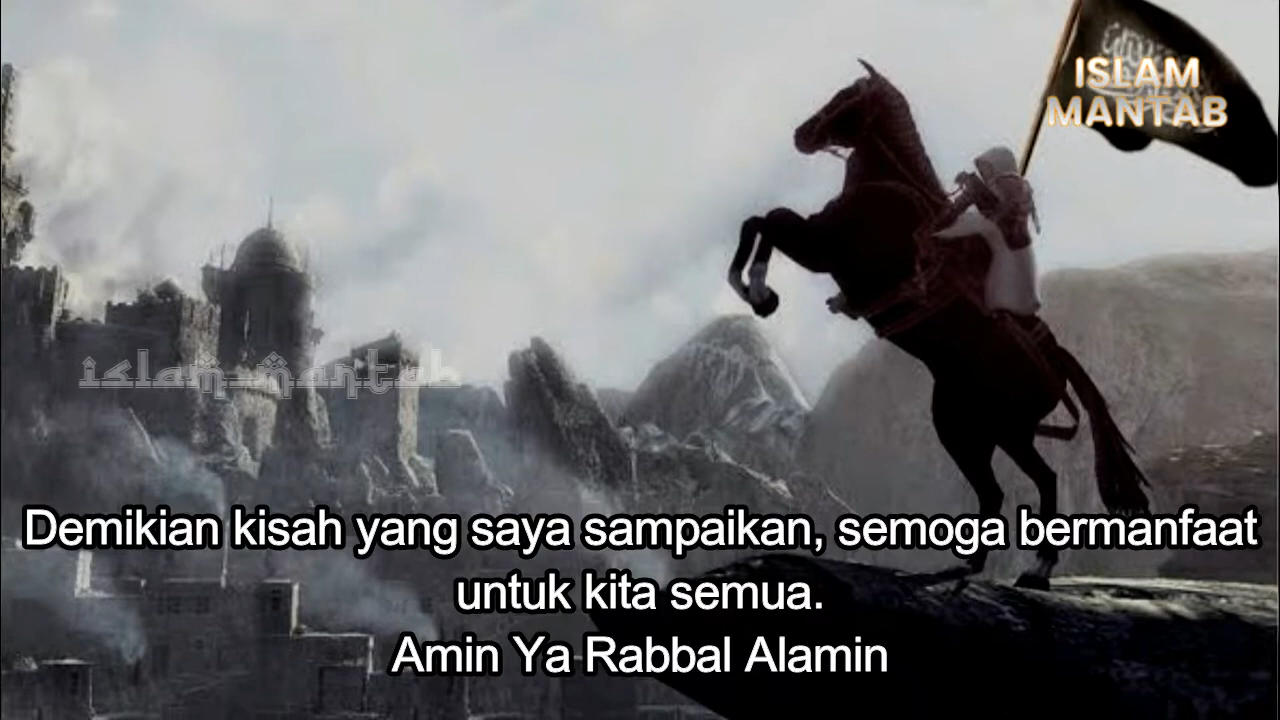 ISLAM
MANTAB
islam mantab
Demikian kisah yang saya sampaikan, semoga bermanfaat
untuk kita semua.
Amin Ya Rabbal Alamin